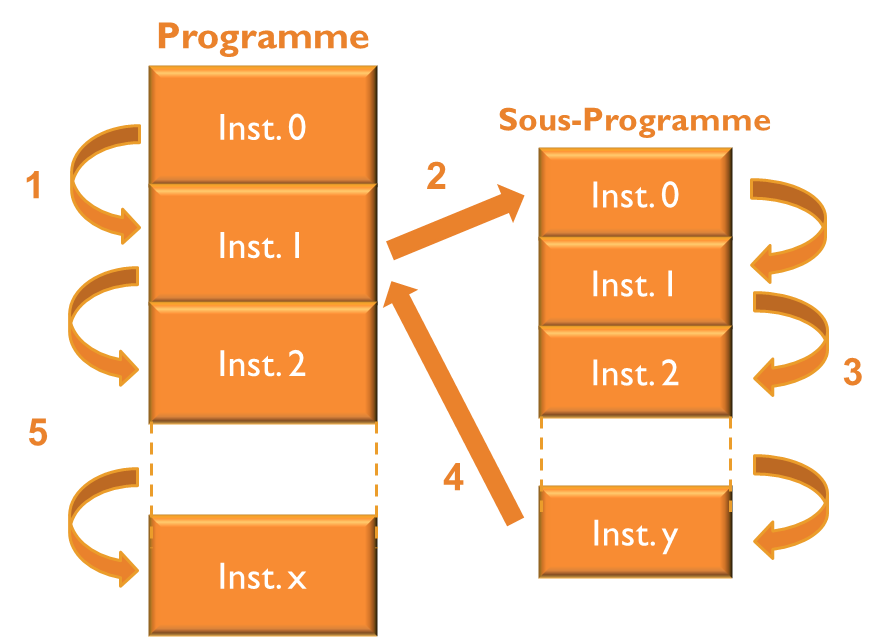 Programme
Sous-Programme
Inst. 0
1
2
Inst. 0
Inst. 1
Inst. 1
Inst. 2
Inst. 2
3
5
4
Inst. x
Inst. y